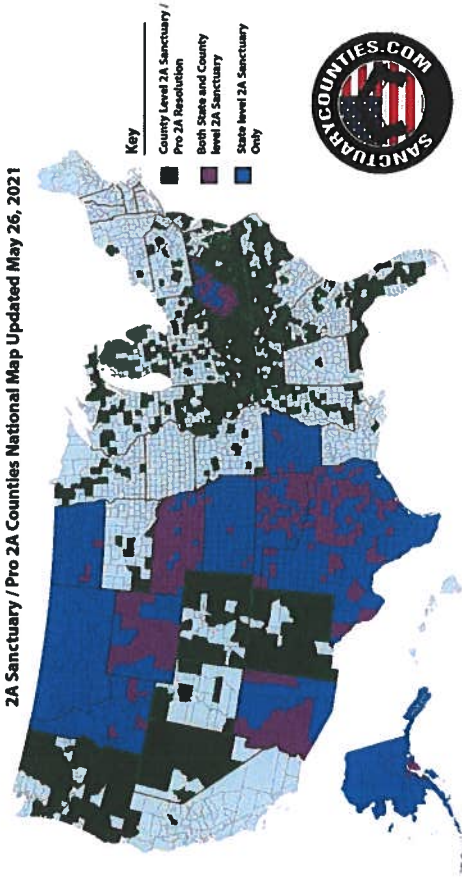 2A Sanctuary / Pro 2A Counties National Map Updated May 26, 2021
Key
County Level 2A Sanctuary /
Pro 2A Resolution
Both State and County
level 2A Sanctuary
State level 2A Sanctuary
Only
SANCTUARYCOUNTIES.COM